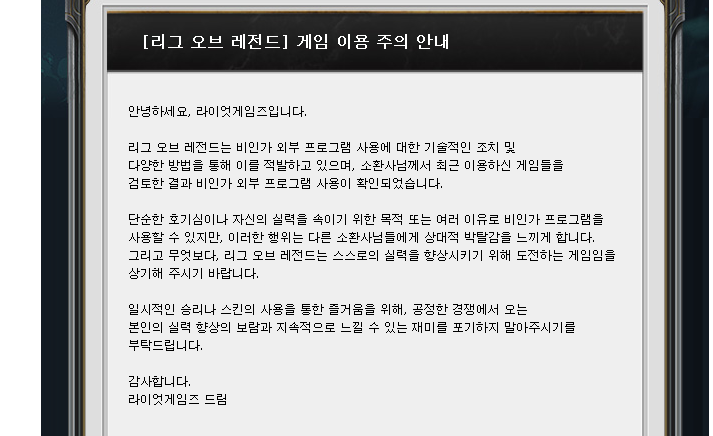 [리그 오브 레전드] 게임 이용 주의 안내
안녕하세요, 라이엇게임즈입니다.
리그 오브 레전드는 비인가 외부 프로그램 사용에 대한 기술적인 조치 및
다양한 방법을 통해 이를 적발하고 있으며, 소환사님께서 최근 이용하신 게임들을
검토한 결과 비인가 외부 프로그램 사용이 확인되었습니다.
단순한 호기심이나 자신의 실력을 속이기 위한 목적 또는 여러 이유로 비인가 프로그램을
사용할 수 있지만, 이러한 행위는 다른 소환사님들에게 상대적 박탈감을 느끼게 합니다.
그리고 무엇보다, 리그 오브 레전드는 스스로의 실력을 향상시키기 위해 도전하는 게임임을
상기해 주시기 바랍니다.
일시적인 승리나 스킨의 사용을 통한 즐거움을 위해, 공정한 경쟁에서 오는
본인의 실력 향상의 보람과 지속적으로 느낄 수 있는 재미를 포기하지 말아주시기를
부탁드립니다.
감사합니다.
라이엇게임즈 드림